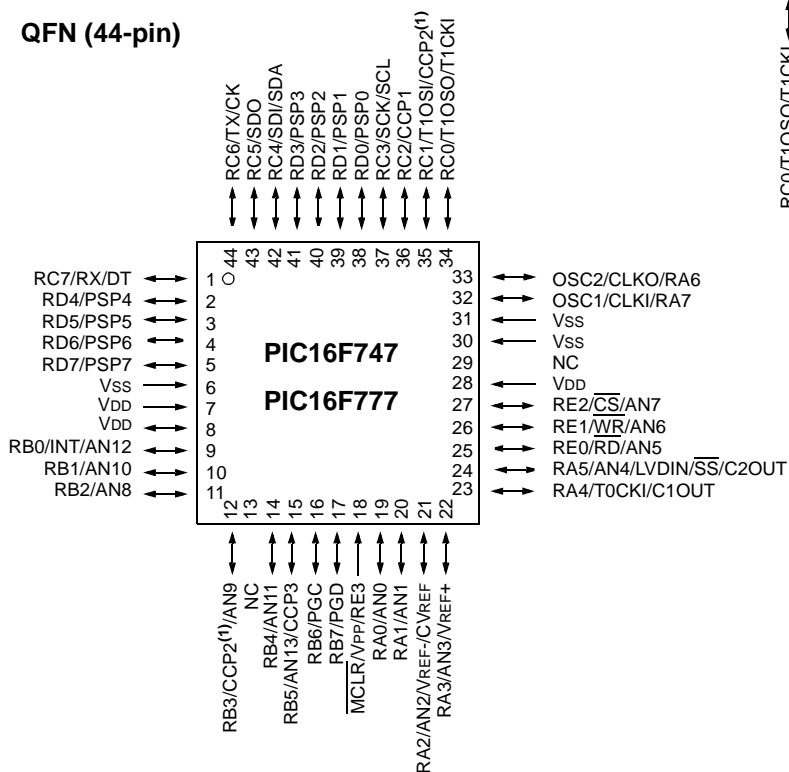 QFN (44-pin)
RC6/TX/CK
RC5/SDO
RC4/SDI/SDA
RD3/PSP3
RD2/PSP2
RD1/PSP1
RD0/PSP0
RC3/SCK/SCL
RC2/CCP1
RC1/T1OSI/CCP2(1)
RC0/T1OSO/T1CKI
RC0/T1OSO/T1CKI
44 43 42 41 40 39 38 37 36 35 34
RC7/RX/DT 1
RD4/PSP4 2
RD5/PSP5 3
RD6/PSP6 4
RD7/PSP7 5
VSS 6
VDD 7
VDD 8
RB0/INT/AN12 9
RB1/AN10 10
RB2/AN8 11
PIC16F747
PIC16F777
33 OSC2/CLKO/RA6
32 OSC1/CLKI/RA7
31 VSS
30 VSS
29 NC
28 VDD
27 RE2/CS/AN7
26 RE1/WR/AN6
25 RE0/RD/AN5
24 RA5/AN4/LVDIN/SS/C2OUT
23 RA4/T0CKI/C1OUT
12 13 14 15 16 17 18 19 20 21 22
RB3/CCP2(1)/AN9
NC
RB4/AN11
RB5/AN13/CCP3
RB6/PGC
RB7/PGD
MCLR/VPP/RE3
RA0/AN0
RA1/AN1
RA2/AN2/VREF-/CVREF
RA3/AN3/VREF+